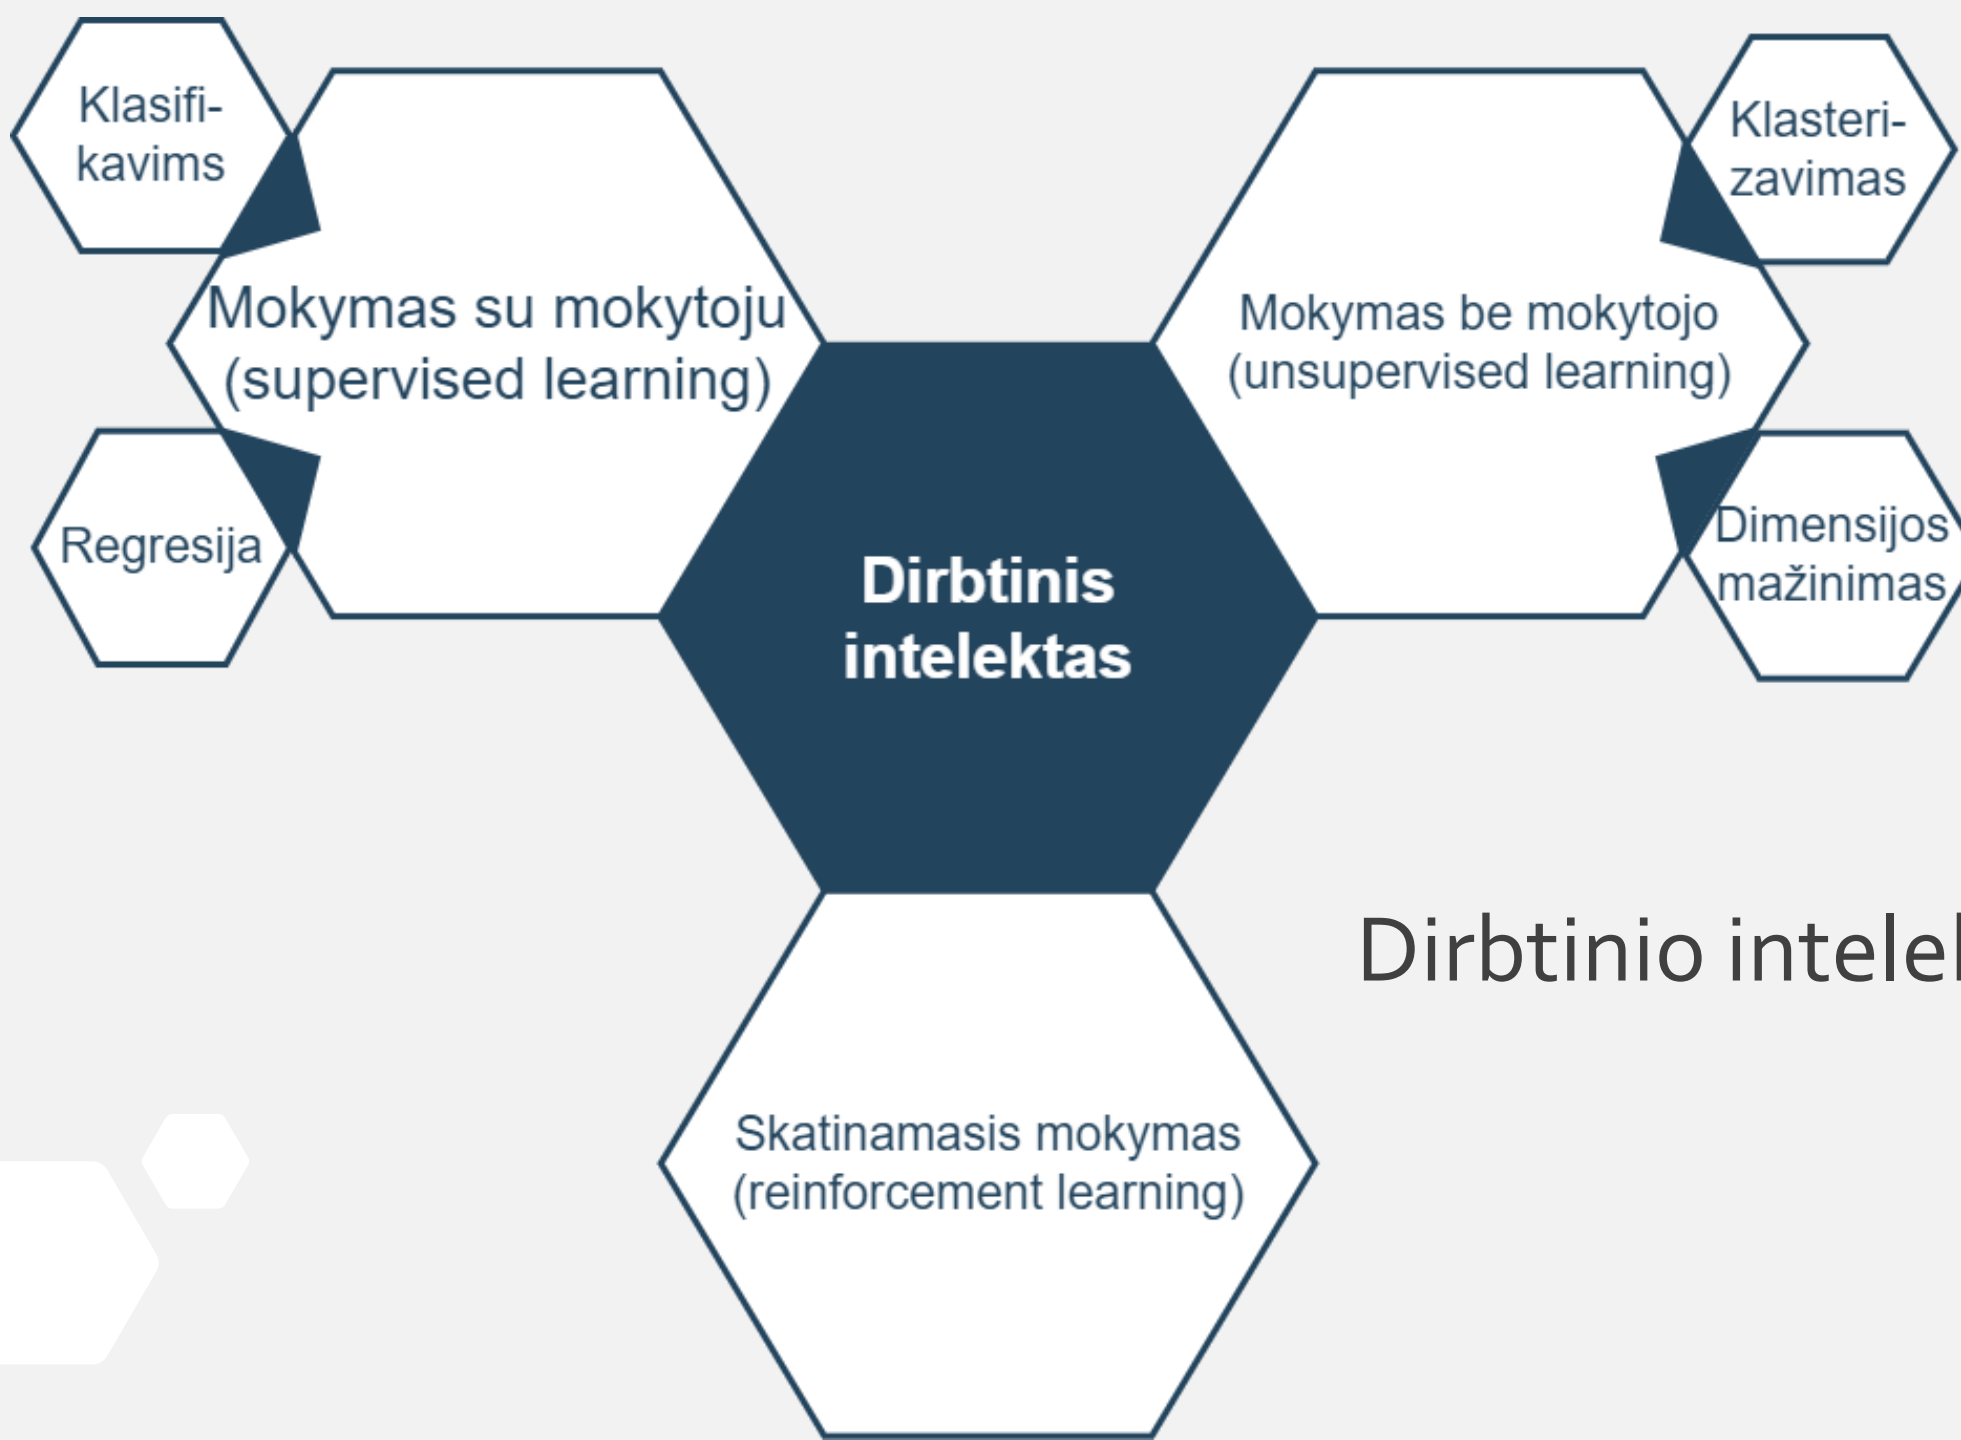 Klasifi-
kavims
Mokymas su mokytoju
(supervised learning)
Regresija
Dirbtinis
intelektas
Mokymas be mokytojo
(unsupervised learning)
Klasteri-
zavimas
Dimensijos
mažinimas
Skatinamasis mokymas
(reinforcement learning)
Dirbtinio